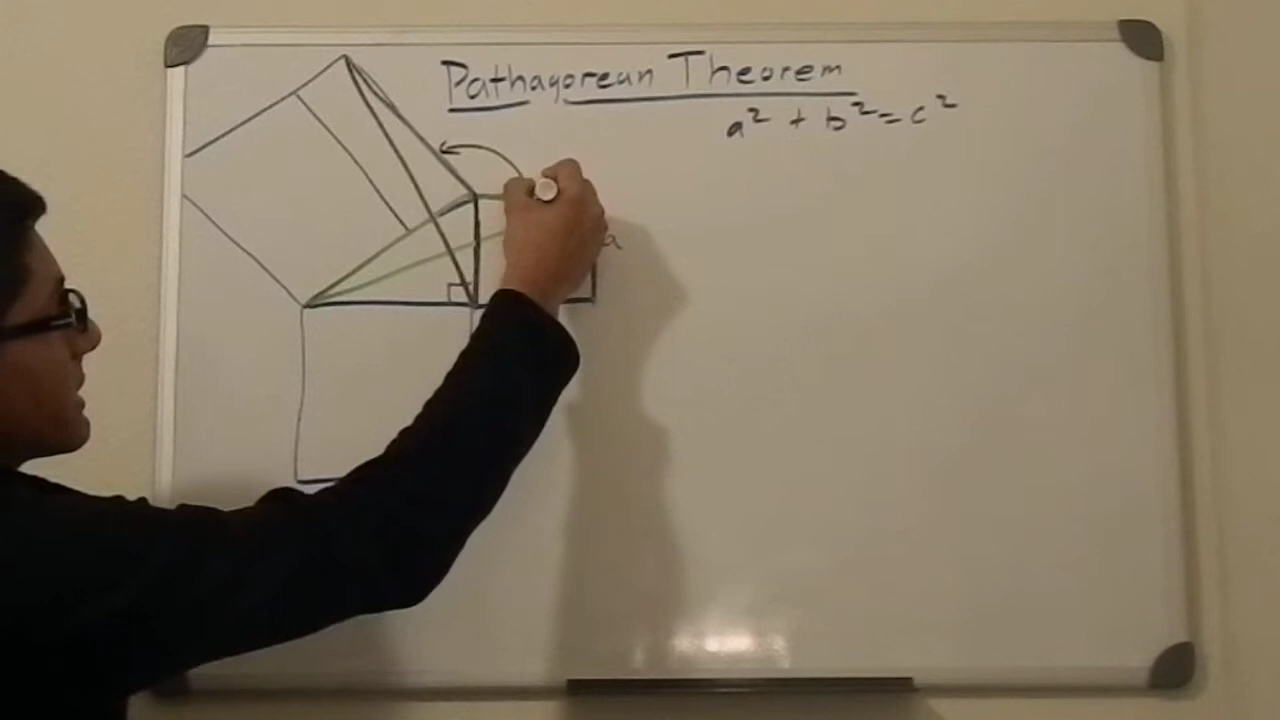 Pathagorean Theorem
a² + b² = c²
a